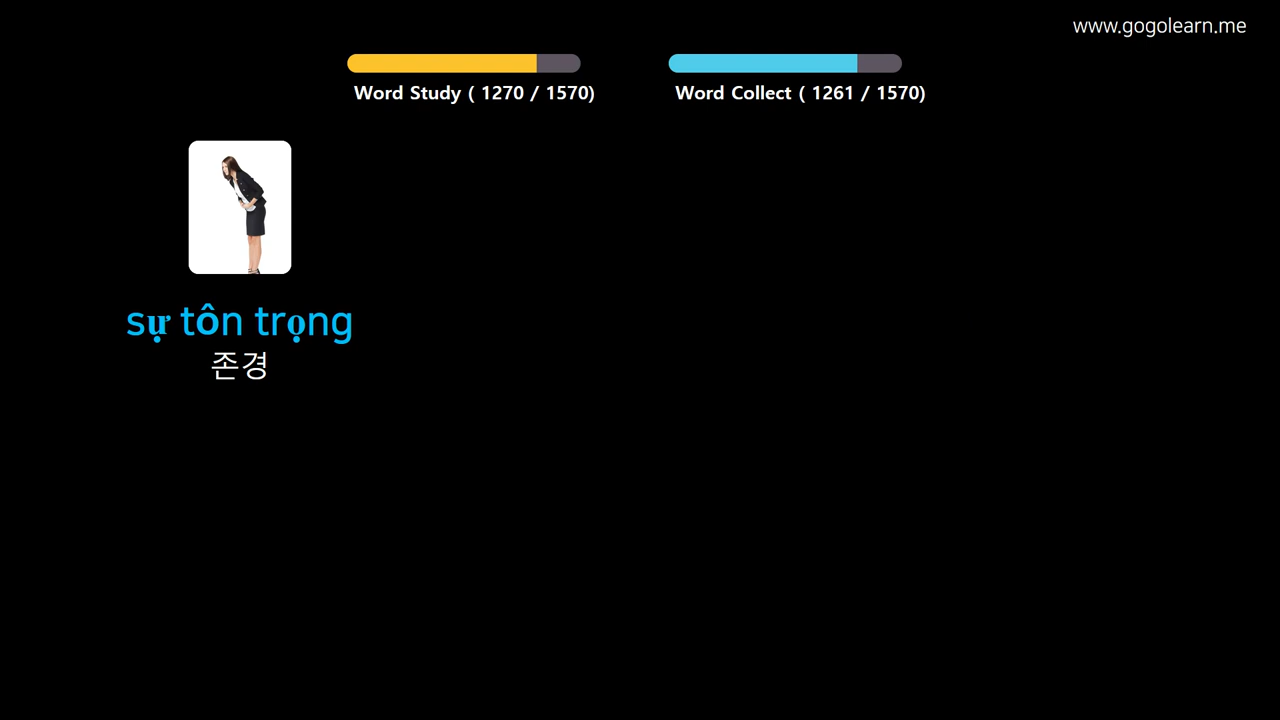 www.gogolearn.me
Word Study ( 1270 / 1570)
Word Collect ( 1261 / 1570)
sự tôn trọng
존경